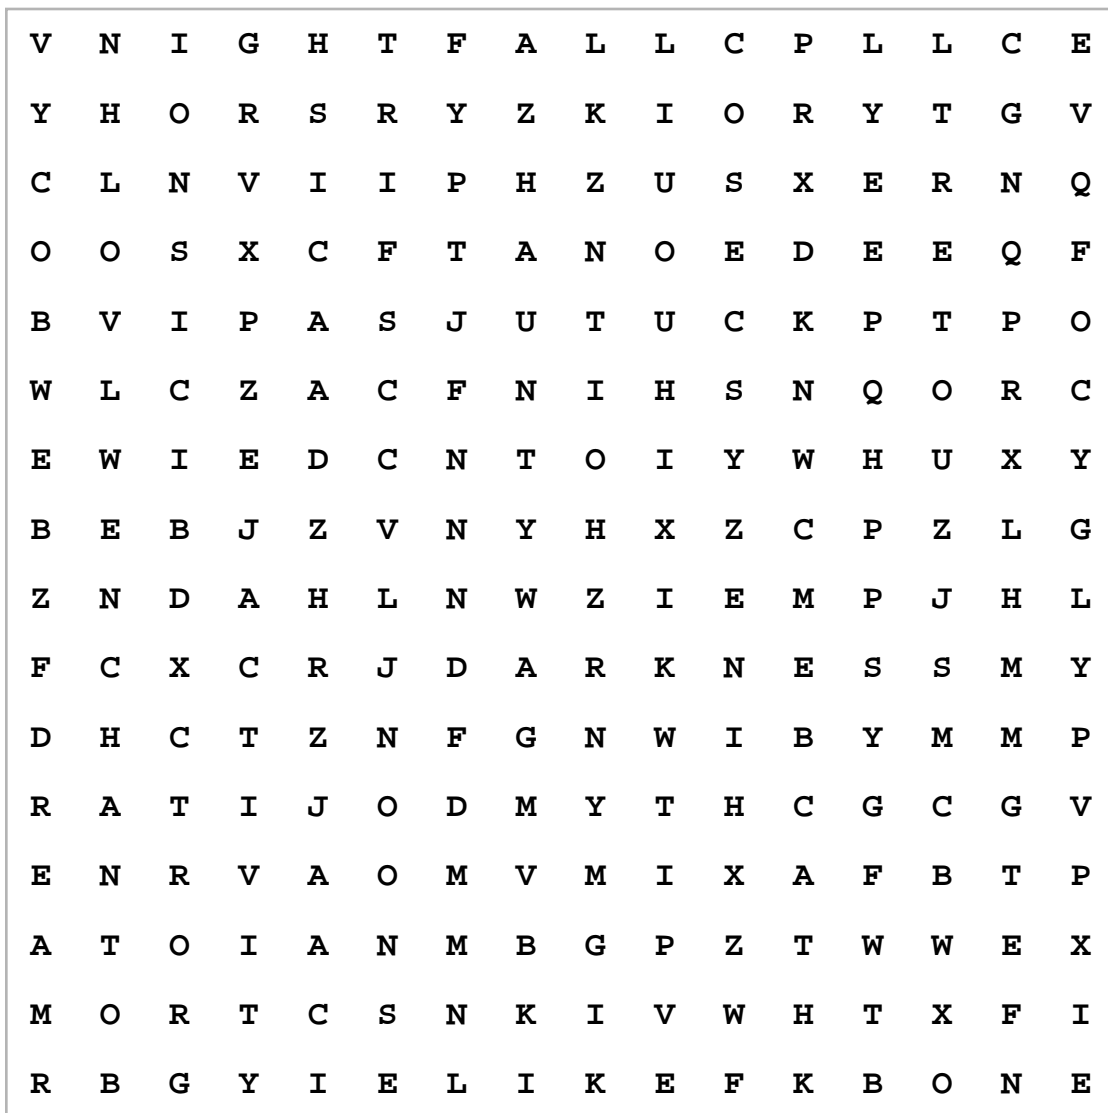 V N I G H T F A L L C P L L C E
Y H O R S R Y Z K I O R Y T G V
C L N V I I P H Z U S X E R N Q
O O S X C F T A N O E D E E Q F
B V I P A S J U T U C K P T P O
W L C Z A C F N I H S N Q O R C
E W I E D C N T O I Y W H U X Y
B E B J Z V N Y H X Z C P Z L G
Z N D A H L N W Z I E M P J H L
F C X C R J D A R K N E S S M Y
D H C T Z N F G N W I B Y M M P
R A T I J O D M Y T H C G C G V
E N R V A O M V M I X A F B T P
A T O I A N M B G P Z T W W E X
M O R T C S N K I V W H T X F I
R B G Y I E L I K E F K B O N E